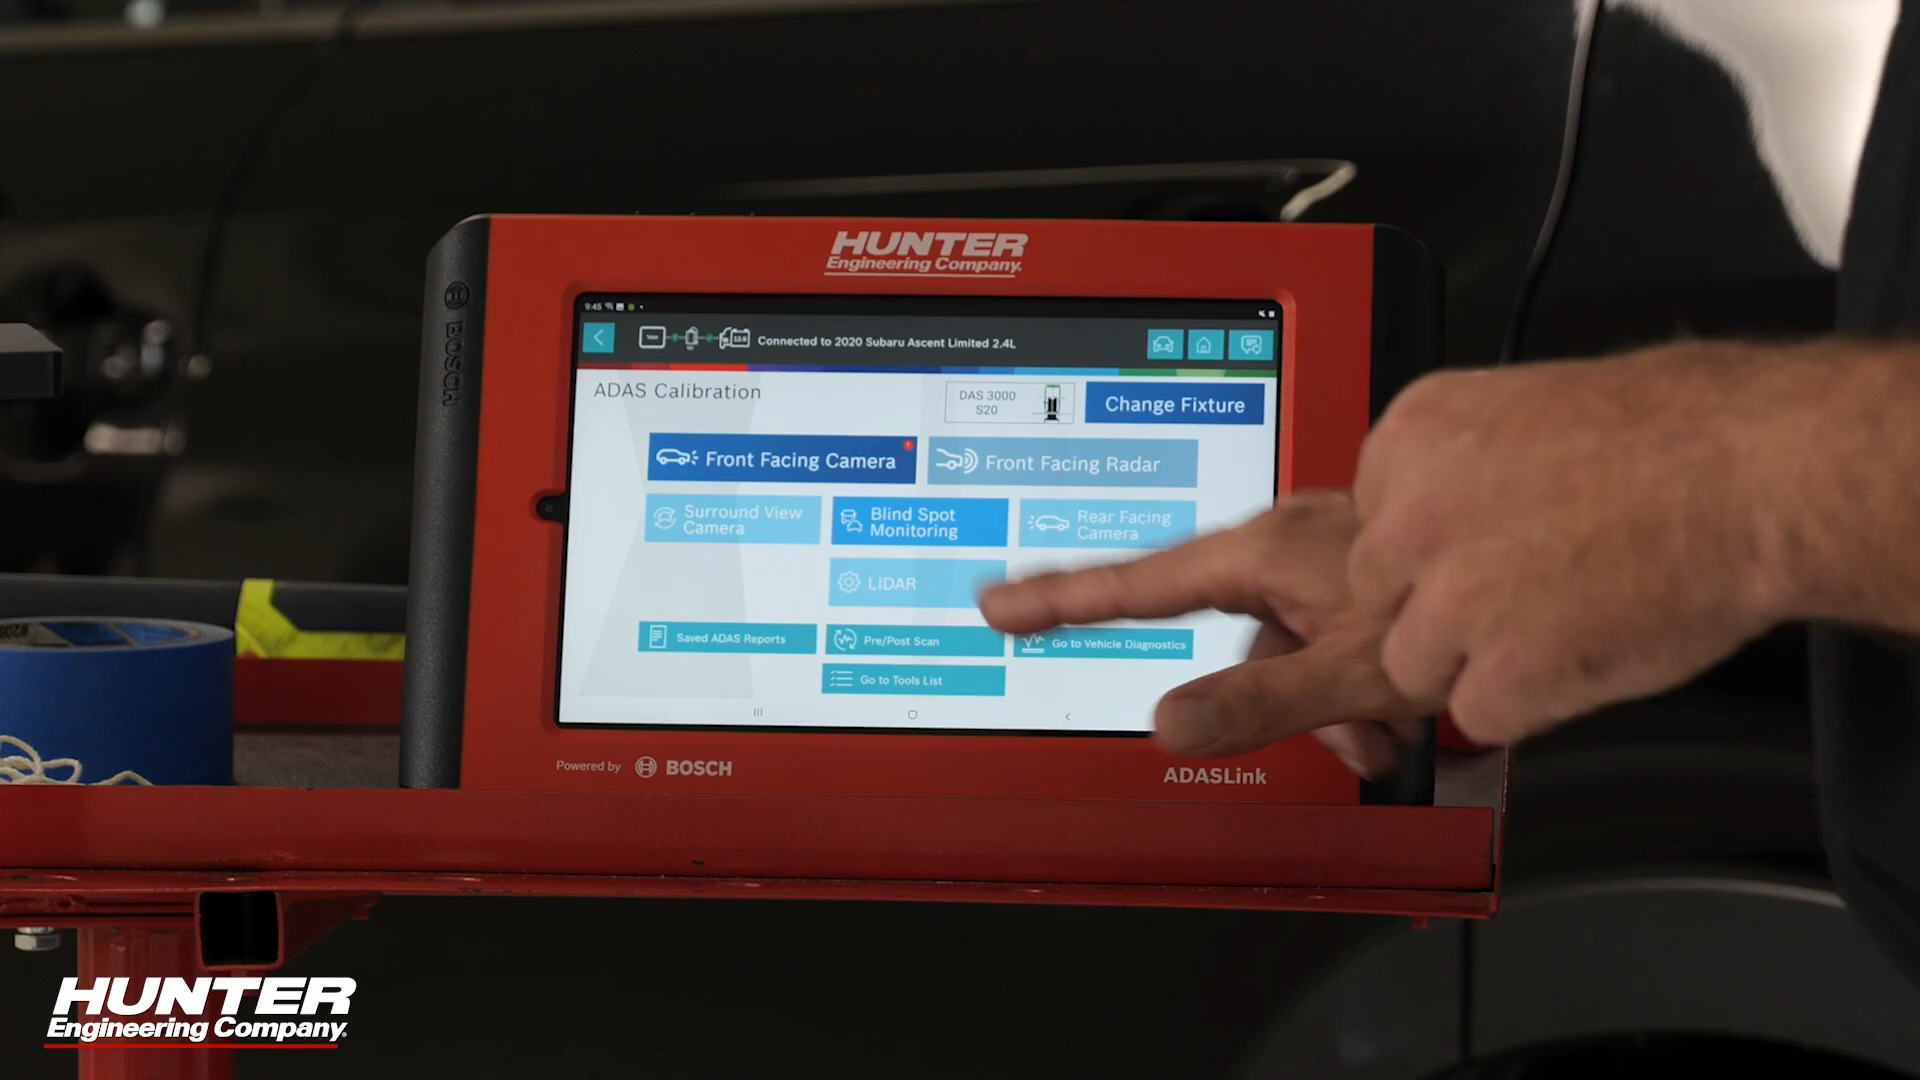 HUNTER
Engineering Company.
BOSCH
9:45
Connected to 2020 Subaru Ascent Limited 2.4L
ADAS Calibration
DAS 3000
S20
Change Fixture
Front Facing Camera
Front Facing Radar
Surround View
Camera
Blind Spot
Monitoring
Rear Facing
Camera
LIDAR
Saved ADAS Reports
Pre/Post Scan
Go to Vehicle Diagnostics
Go to Tools List
Powered by BOSCH
ADASLink
HUNTER
Engineering Company.